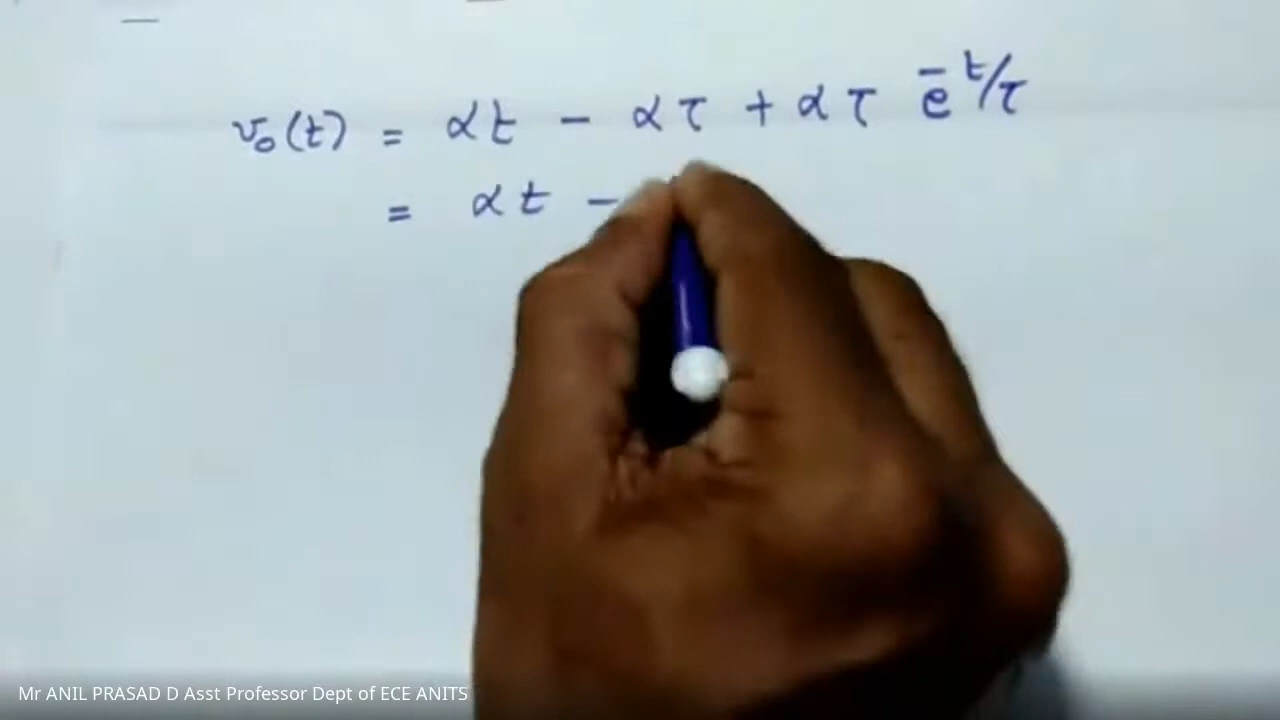 v₀(t) = αt - ατ + ατ e^-t/τ
= αt -
Mr ANIL PRASAD D Asst Professor Dept of ECE ANITS